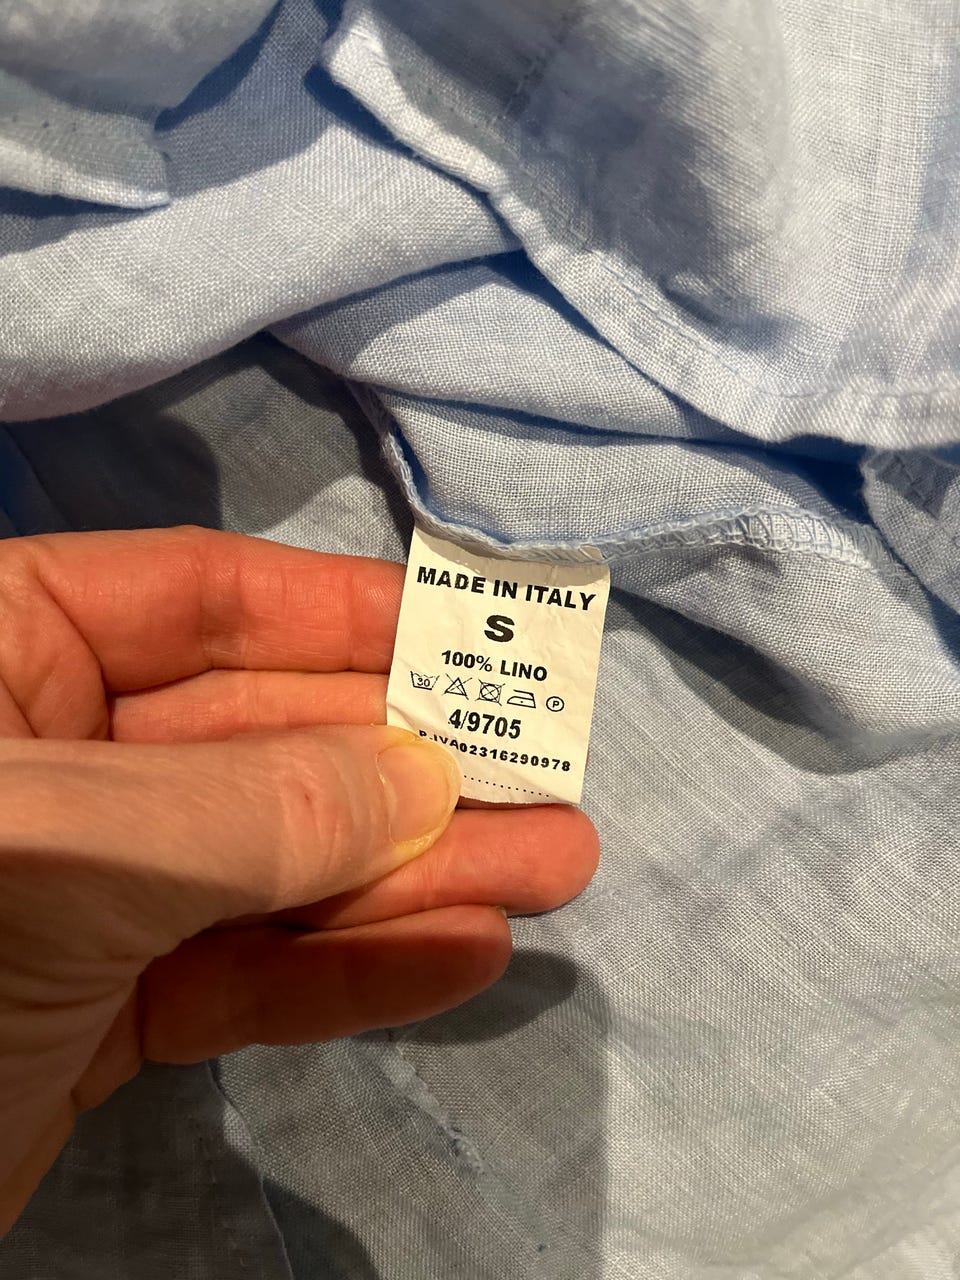 MADE IN ITALY
S
100% LINO
30 P
4/9705
P.IVA02316290978